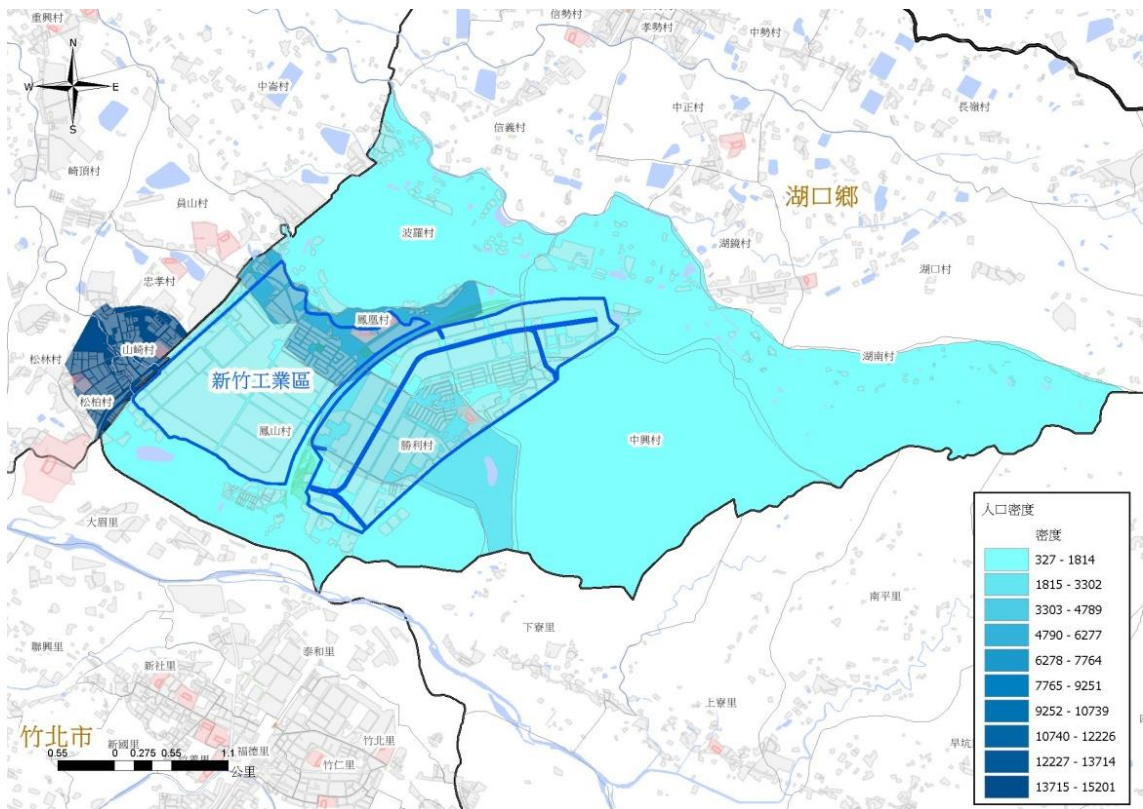 重興村
信勢村
孝勢村
中勢村
N
W
E
S
中崙村
中正村
長嶺村
信義村
崎頂村
員山村
湖口鄉
波羅村
湖鏡村
湖口村
忠孝村
鳳凰村
山崎村
松林村
湖南村
新竹工業區
松柏村
鳳山村
勝利村
中興村
大眉里
人口密度
密度
327 - 1814
1815 - 3302
3303 - 4789
4790 - 6277
6278 - 7764
7765 - 9251
9252 - 10739
10740 - 12226
12227 - 13714
13715 - 15201
南平里
下寮里
聯興里
新社里
泰和里
上寮里
竹北市
新國里
福德里
竹北里
竹仁里
0.55 0 0.275 0.55 1.1
公里